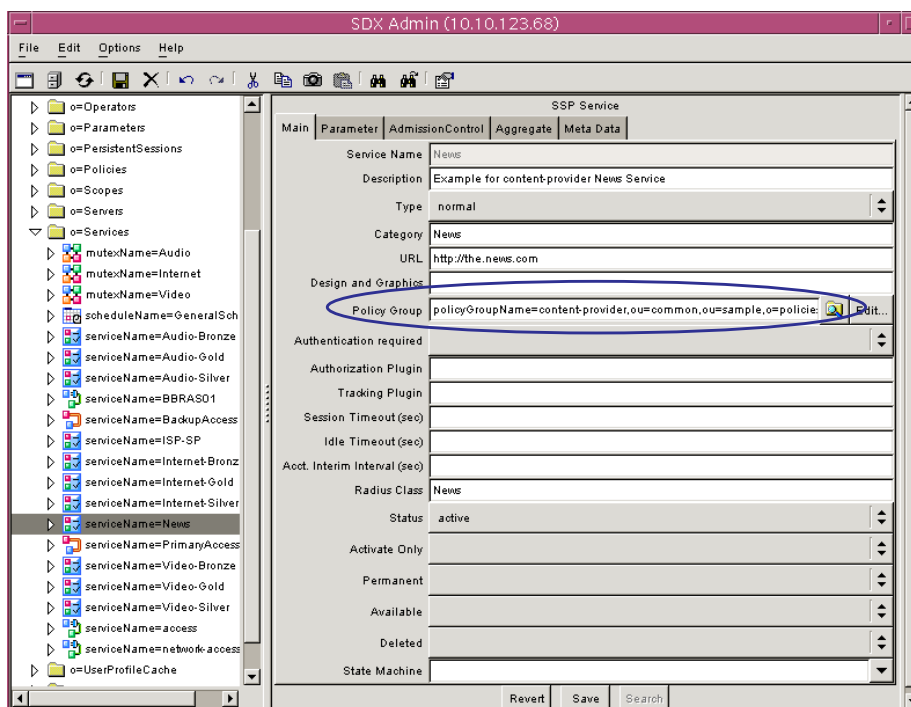 SDX Admin (10.10.123.68)
File Edit Options Help
o=Operators
o=Parameters
o=PersistentSessions
o=Policies
o=Scopes
o=Servers
o=Services
mutexName=Audio
mutexName=Internet
mutexName=Video
scheduleName=GeneralSch
serviceName=Audio-Bronze
serviceName=Audio-Gold
serviceName=Audio-Silver
serviceName=BBRAS01
serviceName=BackupAccess
serviceName=ISP-SP
serviceName=Internet-Bronz
serviceName=Internet-Gold
serviceName=Internet-Silver
serviceName=News
serviceName=PrimaryAccess
serviceName=Video-Bronze
serviceName=Video-Gold
serviceName=Video-Silver
serviceName=access
serviceName=network-access
o=UserProfileCache
SSP Service
Main Parameter AdmissionControl Aggregate Meta Data
Service Name News
Description Example for content-provider News Service
Type normal
Category News
URL http://the.news.com
Design and Graphics
Policy Group policyGroupName=content-provider,ou=common,ou=sample,o=policie Edit...
Authentication required
Authorization Plugin
Tracking Plugin
Session Timeout (sec)
Idle Timeout (sec)
Acct. Interim Interval (sec)
Radius Class News
Status active
Activate Only
Permanent
Available
Deleted
State Machine
Revert Save Search